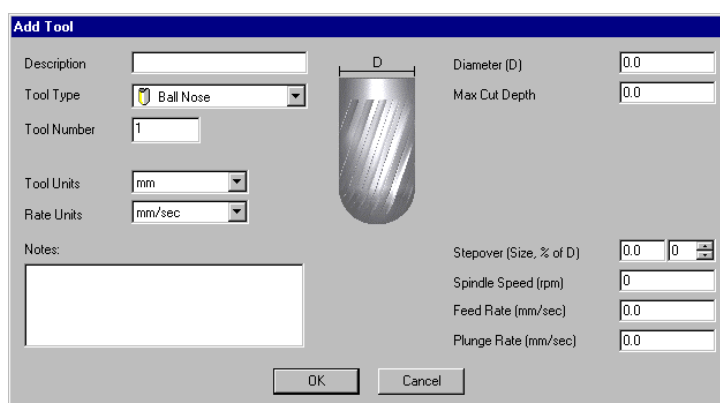 Add Tool
Description
Tool Type
Ball Nose
Tool Number
1
Tool Units
mm
Rate Units
mm/sec
Notes:
D
Diameter (D)
0.0
Max Cut Depth
0.0
Stepover (Size, % of D)
0.0
0
Spindle Speed (rpm)
0
Feed Rate (mm/sec)
0.0
Plunge Rate (mm/sec)
0.0
OK
Cancel